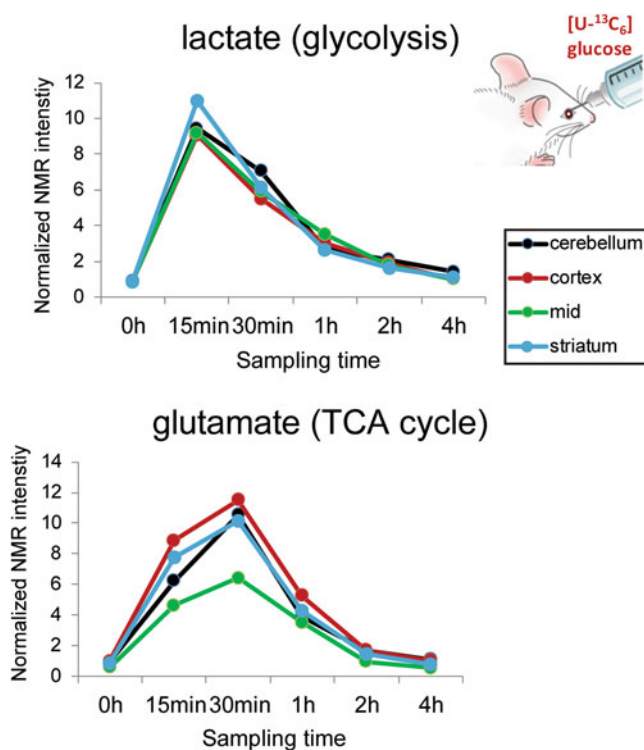 lactate (glycolysis)
[U-¹³C₆]
glucose
Normalized NMR intenstiy
12
10
8
6
4
2
0
0h 15min 30min 1h 2h 4h
Sampling time
cerebellum
cortex
mid
striatum
glutamate (TCA cycle)
Normalized NMR intenstiy
14
12
10
8
6
4
2
0
0h 15min 30min 1h 2h 4h
Sampling time